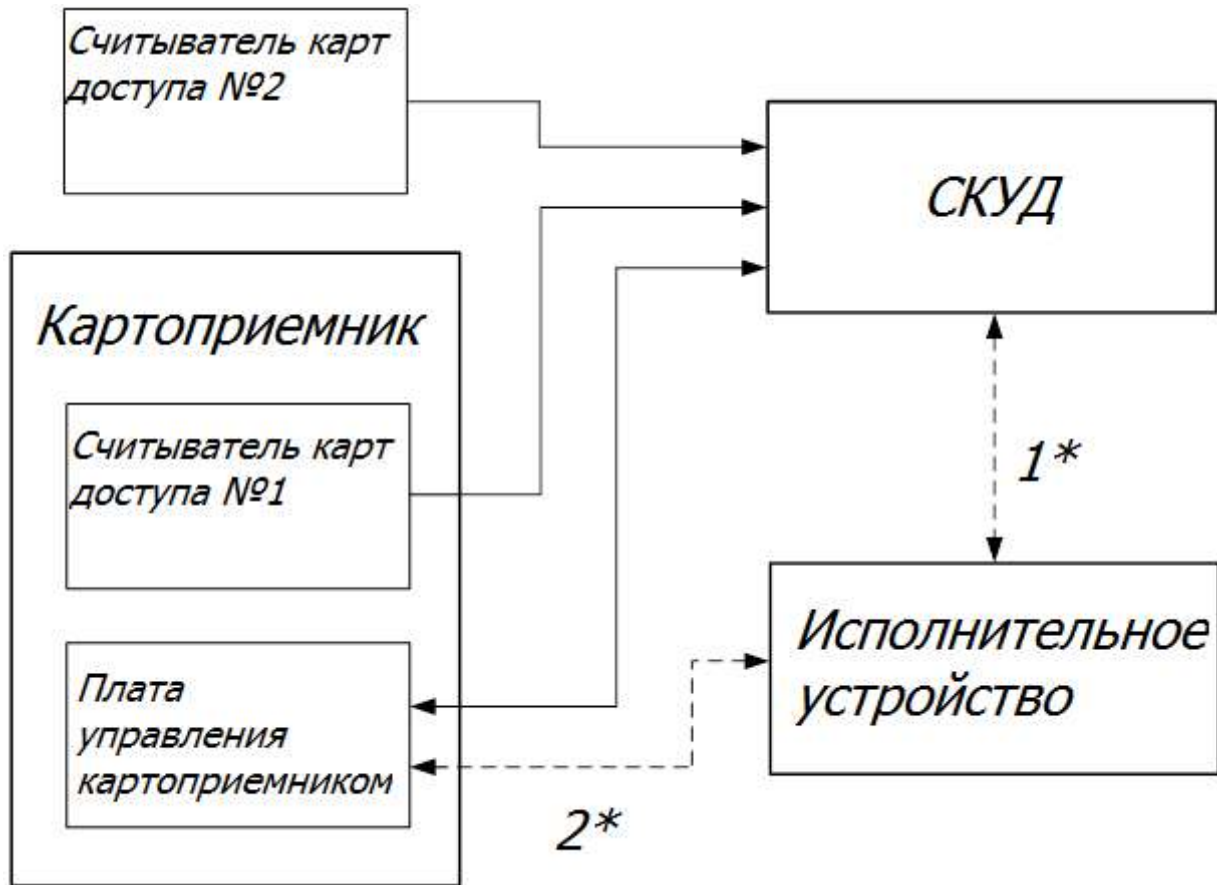 Считыватель карт
доступа №2
СКУД
Картоприемник
Считыватель карт
доступа №1
1*
Исполнительное
устройство
Плата
управления
картоприемником
2*